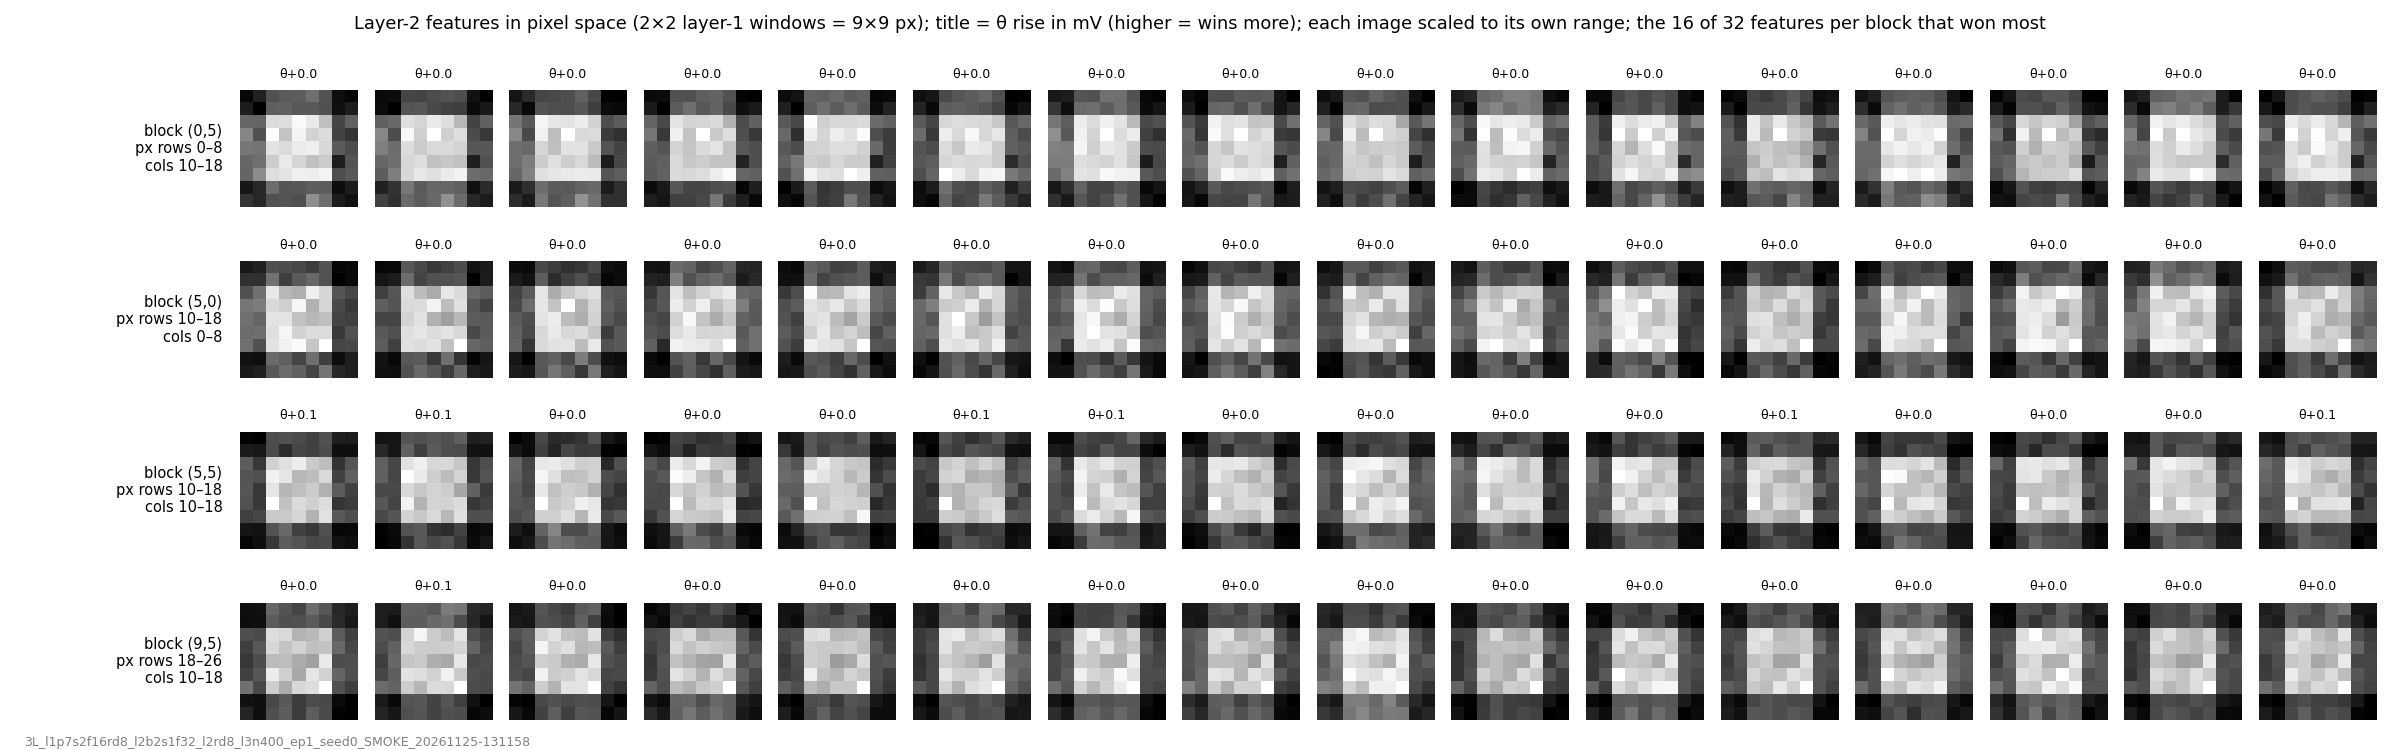 Layer-2 features in pixel space (2×2 layer-1 windows = 9×9 px); title = θ rise in mV (higher = wins more); each image scaled to its own range; the 16 of 32 features per block that won most
θ+0.0 θ+0.0 θ+0.0 θ+0.0 θ+0.0 θ+0.0 θ+0.0 θ+0.0 θ+0.0 θ+0.0 θ+0.0 θ+0.0 θ+0.0 θ+0.0 θ+0.0 θ+0.0
block (0,5)
px rows 0–8
cols 10–18
θ+0.0 θ+0.0 θ+0.0 θ+0.0 θ+0.0 θ+0.0 θ+0.0 θ+0.0 θ+0.0 θ+0.0 θ+0.0 θ+0.0 θ+0.0 θ+0.0 θ+0.0 θ+0.0
block (5,0)
px rows 10–18
cols 0–8
θ+0.1 θ+0.1 θ+0.0 θ+0.0 θ+0.0 θ+0.1 θ+0.1 θ+0.0 θ+0.0 θ+0.0 θ+0.0 θ+0.1 θ+0.0 θ+0.0 θ+0.0 θ+0.1
block (5,5)
px rows 10–18
cols 10–18
θ+0.0 θ+0.1 θ+0.0 θ+0.0 θ+0.0 θ+0.0 θ+0.0 θ+0.0 θ+0.0 θ+0.0 θ+0.0 θ+0.0 θ+0.0 θ+0.0 θ+0.0 θ+0.0
block (9,5)
px rows 18–26
cols 10–18
3L_l1p7s2f16rd8_l2b2s1f32_l2rd8_l3n400_ep1_seed0_SMOKE_20261125-131158